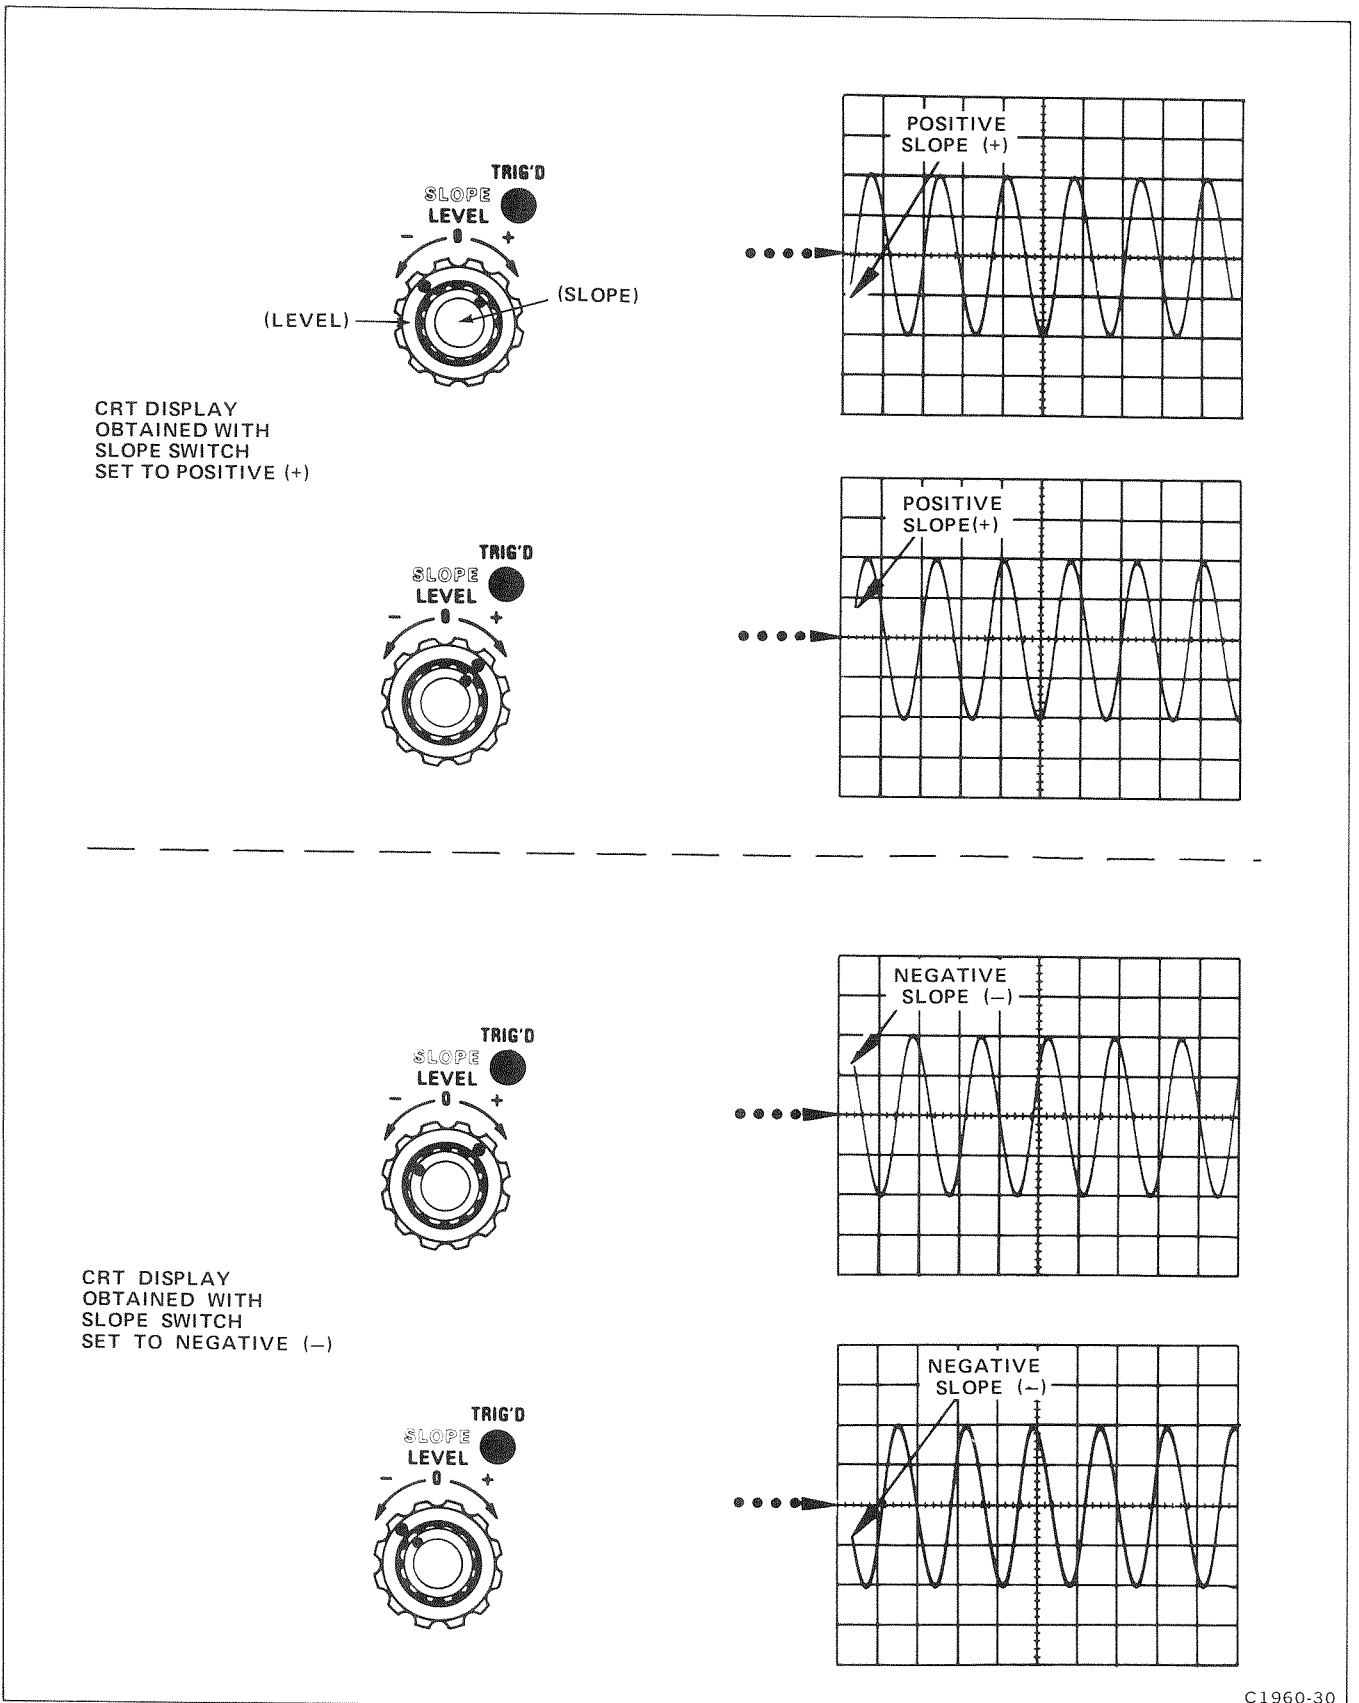 POSITIVE
SLOPE (+)
TRIG'D
SLOPE
LEVEL
− 0 +
(SLOPE)
(LEVEL)
CRT DISPLAY
OBTAINED WITH
SLOPE SWITCH
SET TO POSITIVE (+)
POSITIVE
SLOPE(+)
TRIG'D
SLOPE
LEVEL
− 0 +
NEGATIVE
SLOPE (−)
TRIG'D
SLOPE
LEVEL
− 0 +
CRT DISPLAY
OBTAINED WITH
SLOPE SWITCH
SET TO NEGATIVE (−)
NEGATIVE
SLOPE (−)
TRIG'D
SLOPE
LEVEL
− 0 +
C1960-30